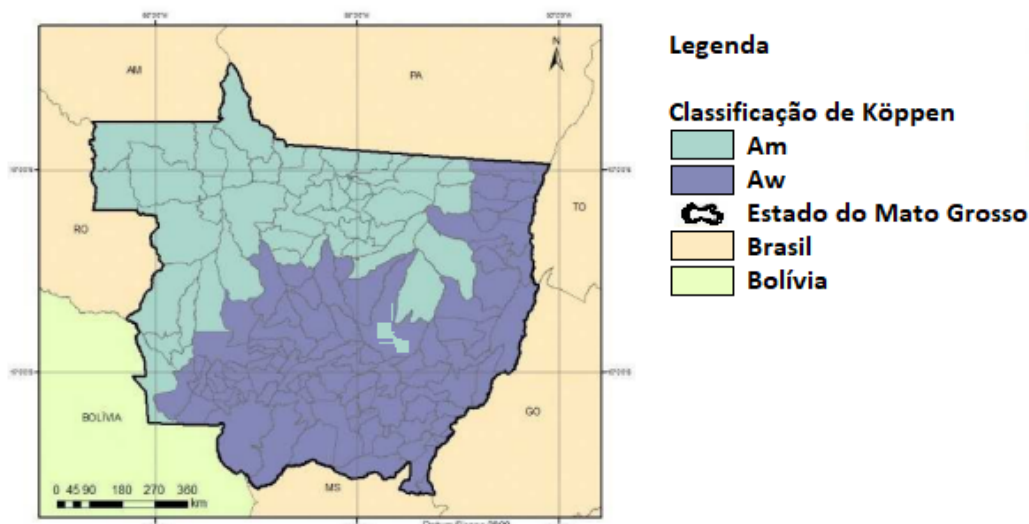 AM
PA
N
RO
TO
BOLÍVIA
GO
MS
0 45 90 180 270 360
km
Legenda
Classificação de Köppen
Am
Aw
Estado do Mato Grosso
Brasil
Bolívia